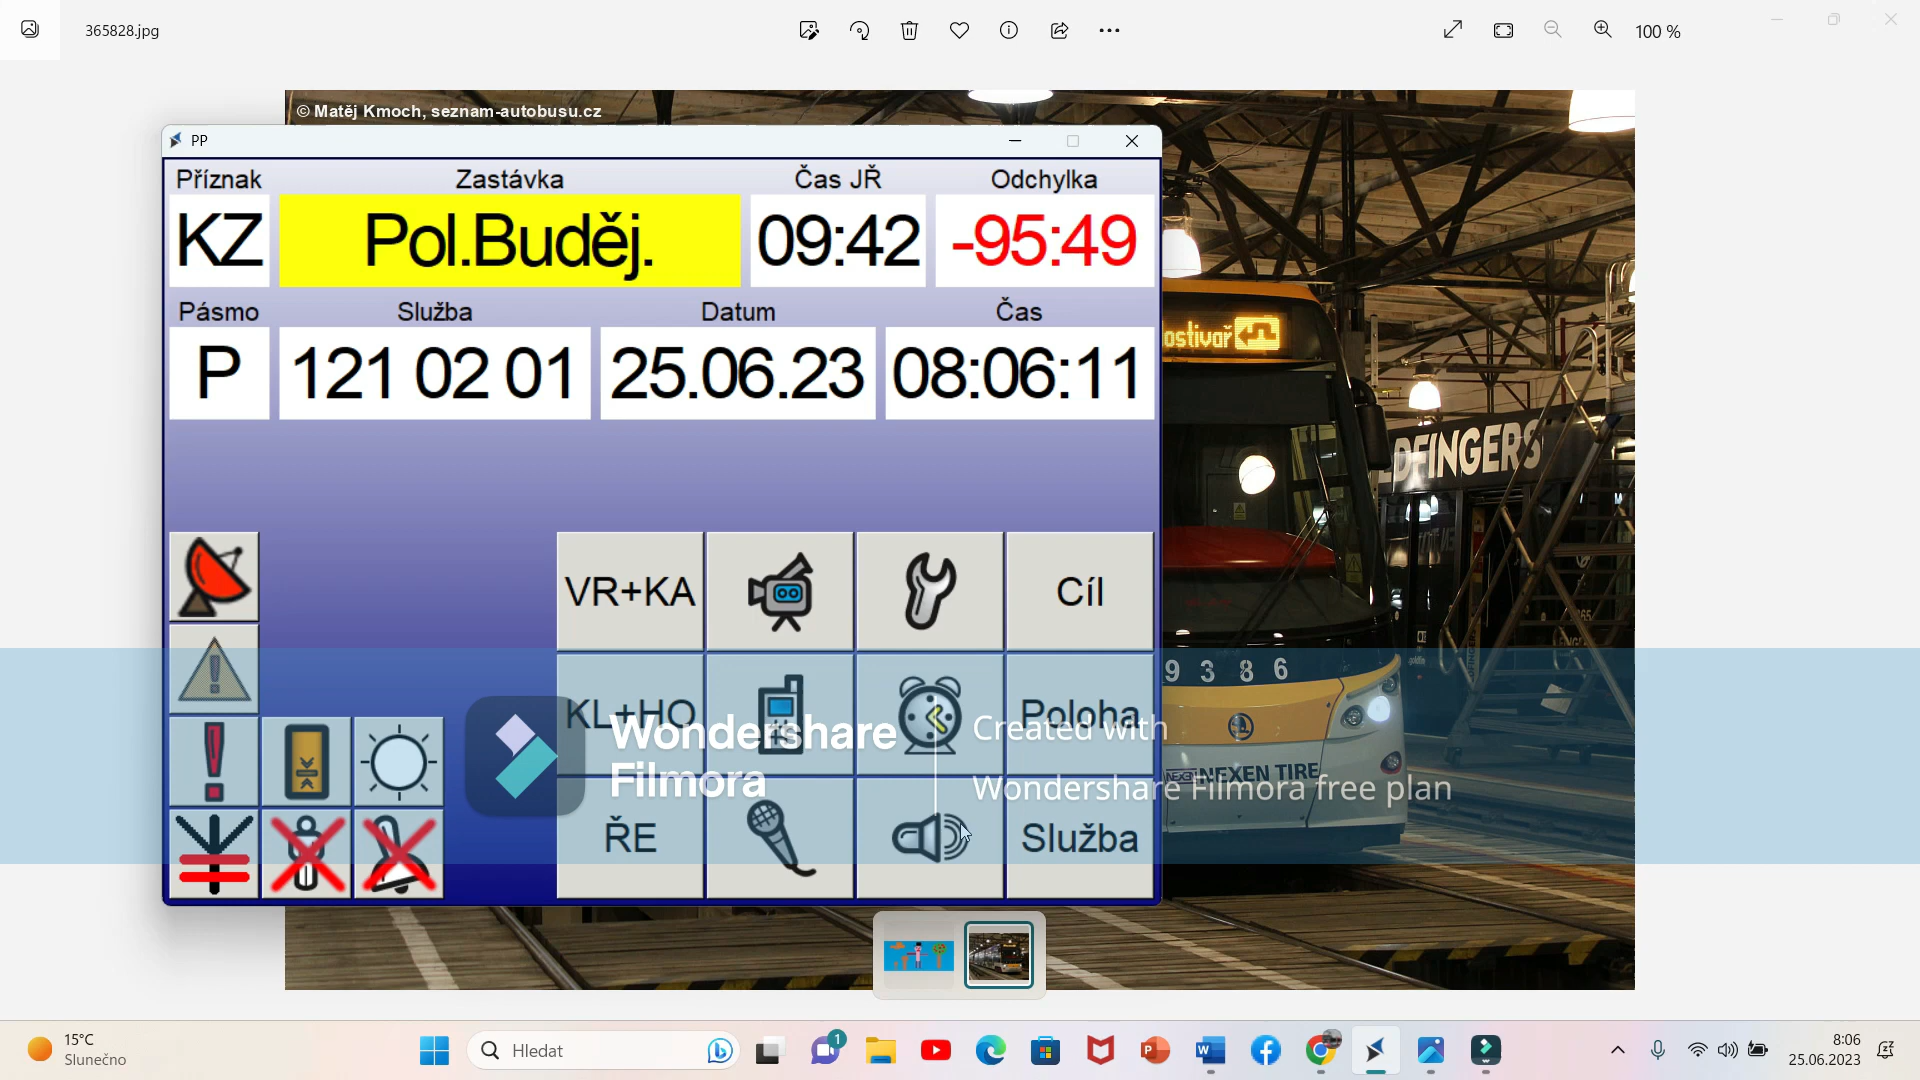 365828.jpg
100 %
© Matěj Kmoch, seznam-autobusu.cz
PP
Příznak Zastávka Čas JŘ Odchylka
KZ Pol.Buděj. 09:42 -95:49
Pásmo Služba Datum Čas
P 121 02 01 25.06.23 08:06:11
ostivař
DFINGERS
VR+KA Cíl
KL+HO Poloha
9 3 8 6
Wondershare
Filmora
Created with
Wondershare Filmora free plan
NEXEN NEXEN TIRE
ŘE Služba
15°C
Slunečno
Hledat
1
8:06
25.06.2023